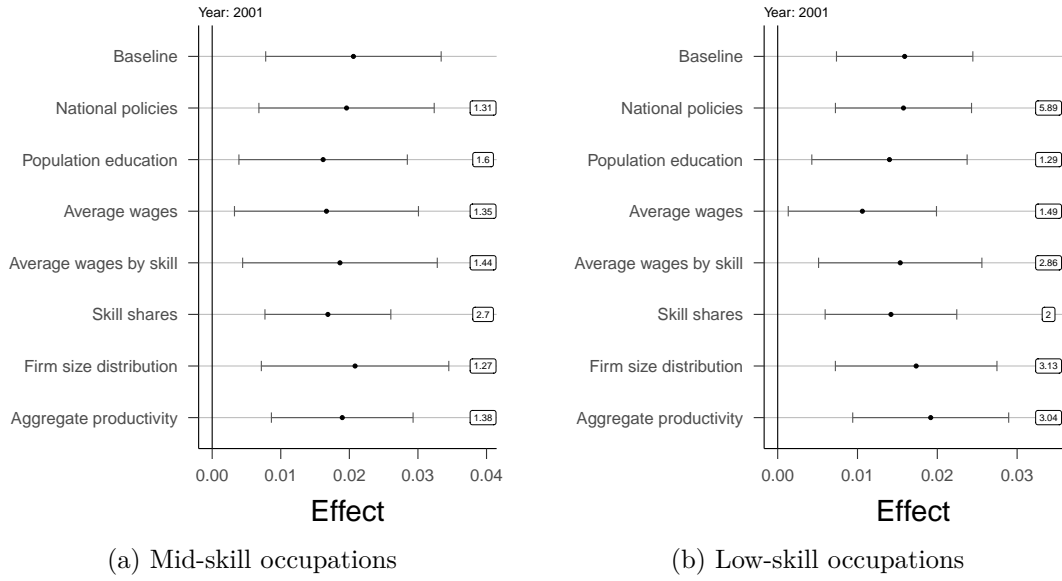 Year: 2001
Baseline
National policies 1.31
Population education 1.6
Average wages 1.35
Average wages by skill 1.44
Skill shares 2.7
Firm size distribution 1.27
Aggregate productivity 1.38
0.00 0.01 0.02 0.03 0.04
Effect
(a) Mid-skill occupations
Year: 2001
Baseline
National policies 5.89
Population education 1.29
Average wages 1.49
Average wages by skill 2.86
Skill shares 2
Firm size distribution 3.13
Aggregate productivity 3.04
0.00 0.01 0.02 0.03
Effect
(b) Low-skill occupations